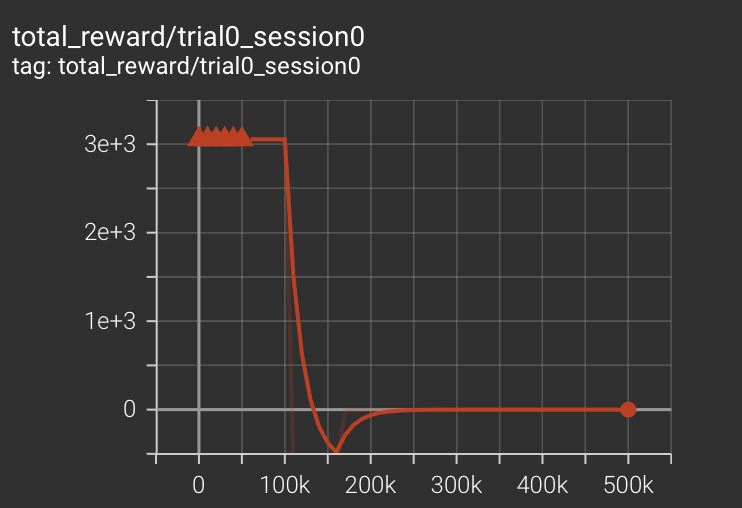 total_reward/trial0_session0
tag: total_reward/trial0_session0
3e+3
2e+3
1e+3
0
0 100k 200k 300k 400k 500k